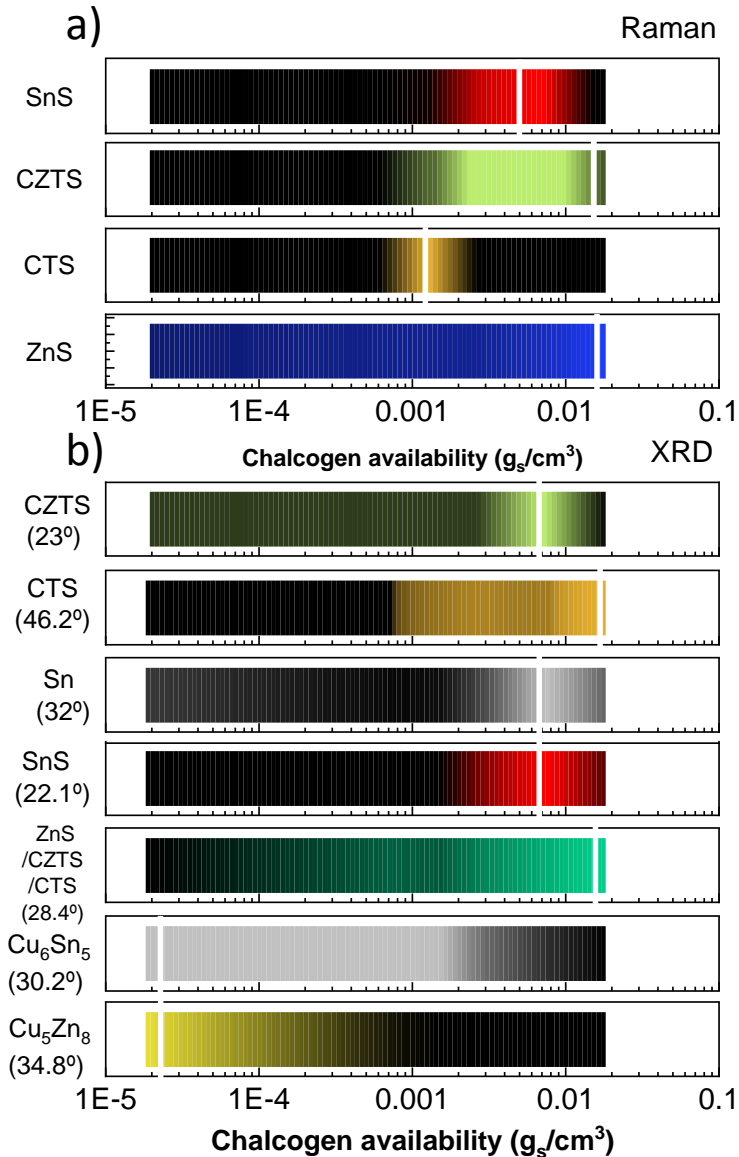 a)
Raman
SnS
CZTS
CTS
ZnS
1E-5 1E-4 0.001 0.01 0.1
Chalcogen availability (gs/cm³)
b)
XRD
CZTS
(23º)
CTS
(46.2º)
Sn
(32º)
SnS
(22.1º)
ZnS
/CZTS
/CTS
(28.4º)
Cu₆Sn₅
(30.2º)
Cu₅Zn₈
(34.8º)
1E-5 1E-4 0.001 0.01 0.1
Chalcogen availability (gs/cm³)